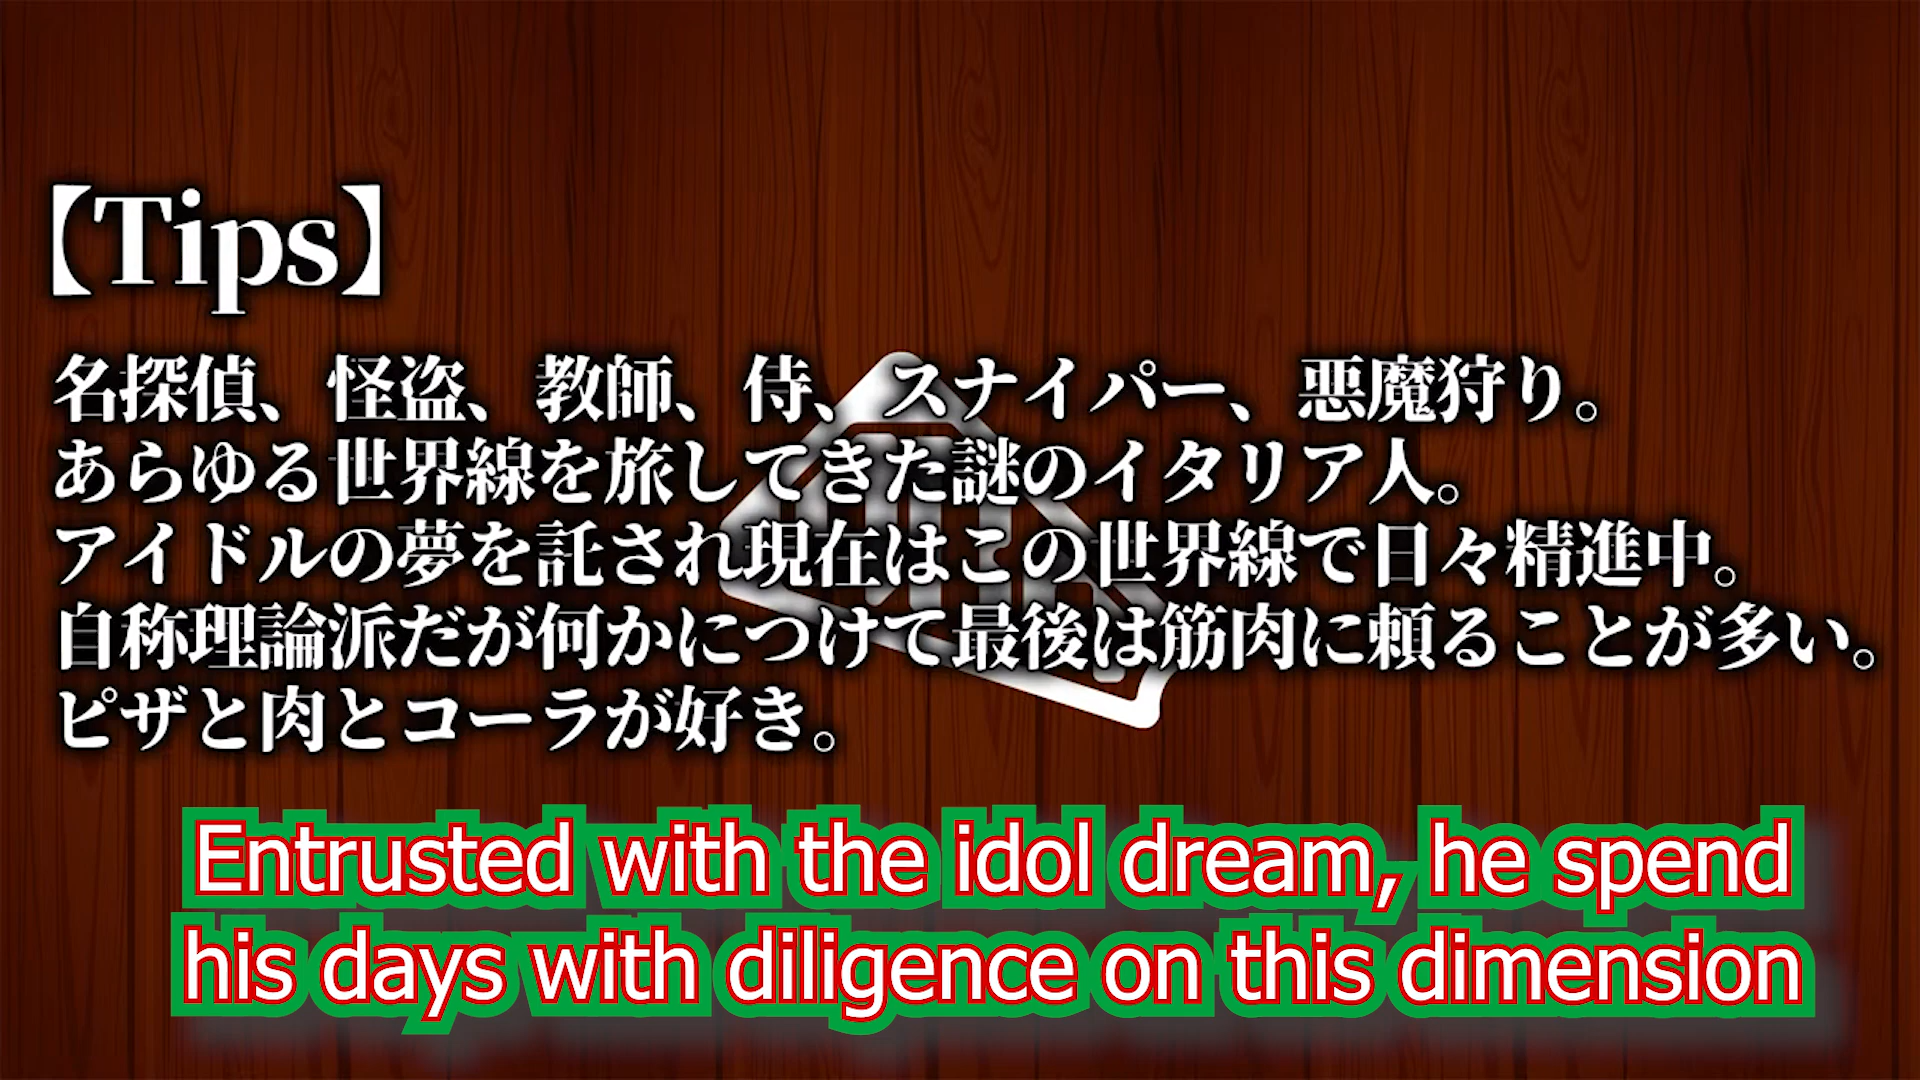 【Tips】
名探偵、怪盗、教師、侍、スナイパー、悪魔狩り。
あらゆる世界線を旅してきた謎のイタリア人。
アイドルの夢を託され現在はこの世界線で日々精進中。
自称理論派だが何かにつけて最後は筋肉に頼ることが多い。
ピザと肉とコーラが好き。
Entrusted with the idol dream, he spend
his days with diligence on this dimension